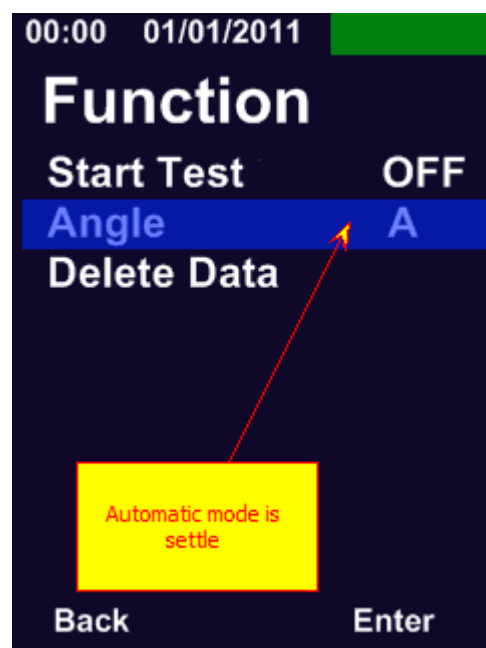 00:00 01/01/2011
Function
Start Test OFF
Angle A
Delete Data
Automatic mode is
settle
Back Enter